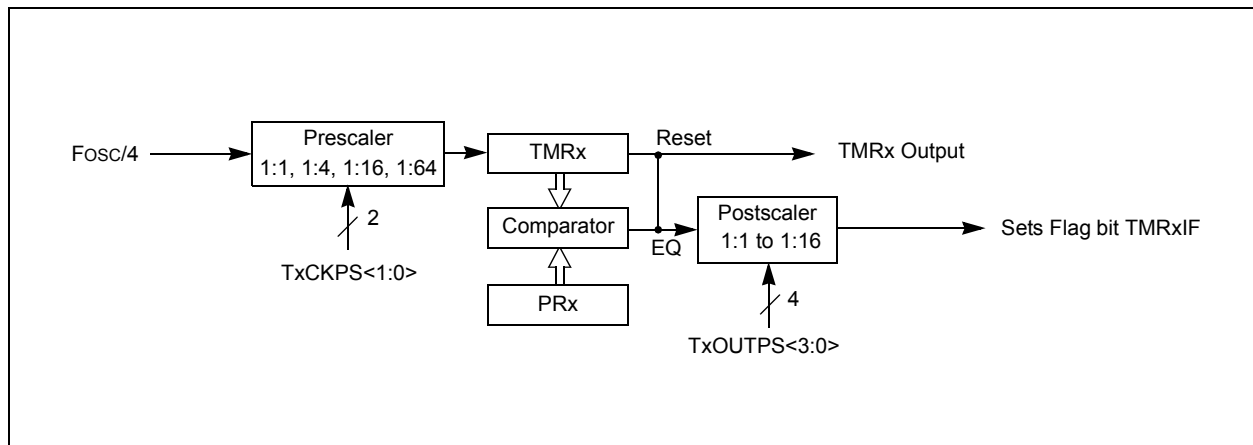 Fosc/4
Prescaler
1:1, 1:4, 1:16, 1:64
2
TxCKPS<1:0>
TMRx
Comparator
PRx
Reset
EQ
TMRx Output
Postscaler
1:1 to 1:16
4
TxOUTPS<3:0>
Sets Flag bit TMRxIF